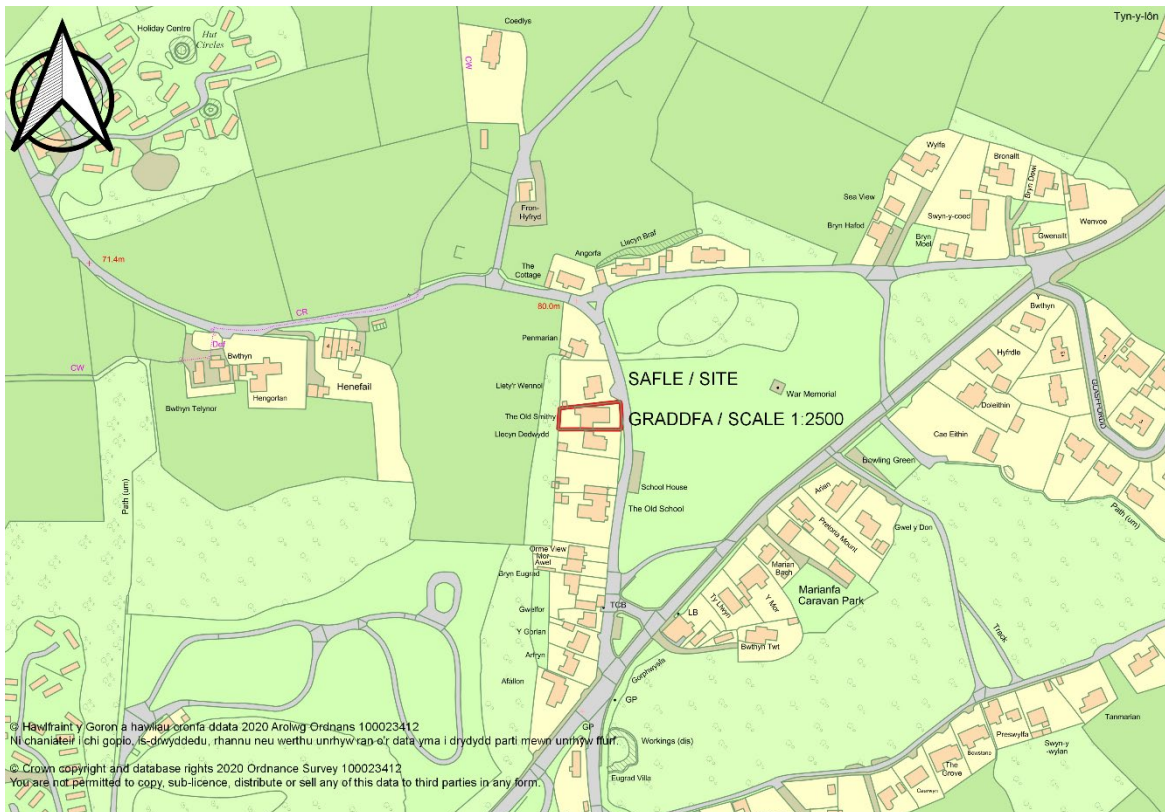 Tyn-y-lôn
Coedlys
Holiday Centre
Hut
Circles
CW
Wylfa
Bronallt
Bryn Dewi
Sea View
Swyn-y-coed
Wenvoe
Fron-
Hyfryd
Bryn Hafod
Bryn
Moel
Gwenallt
Llecyn Braf
Angorfa
The
Cottage
71.4m
80.0m
CR
Def
Bwthyn
Penmarian
Bwthyn
CW
Hyfrdle
Henefail
Hengorlan
Bwthyn Telynor
SAFLE / SITE
Liety'r Wennol
War Memorial
Doleithin
The Old Smithy
GRADDFA / SCALE 1:2500
Llecyn Dedwydd
Cae Eithin
Bowling Green
School House
The Old School
Arlan
Pretoria Mount
Gwel y Don
Path (um)
Path (um)
Orme View
Mor
Awel
Bryn Eugrad
Marian
Bach
Marianfa
Caravan Park
Gwelfor
TCB
LB
Ty Llwyn
Y Mor
Y Gorlan
Arfryn
Bwthyn Twt
Track
Gorphwysfa
Afallon
GP
GP
Workings (dis)
Eugrad Villa
Tanmarian
Preswylfa
Swyn-y
-wylan
The
Grove
© Hawlfraint y Goron a hawliau cronfa ddata 2020 Arolwg Ordnans 100023412
Ni chaniateir i chi gopio, is-drwyddedu, rhannu neu werthu unrhyw ran o'r data yma i drydydd parti mewn unrhyw ffurf.
© Crown copyright and database rights 2020 Ordnance Survey 100023412
You are not permitted to copy, sub-licence, distribute or sell any of this data to third parties in any form.